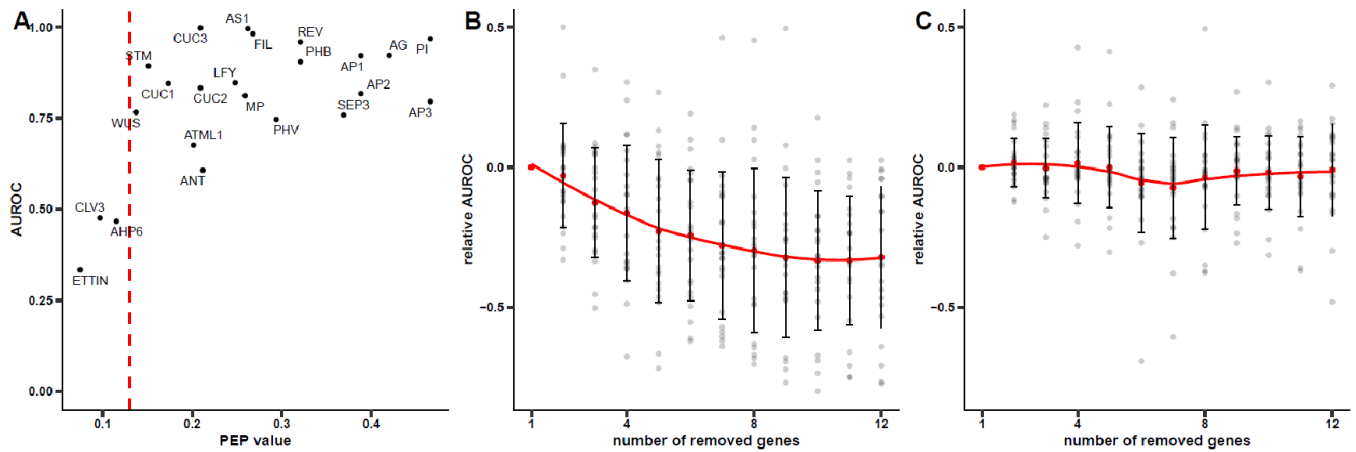 A
AUROC
1.00
0.75
0.50
0.25
0.00
0.1
0.2
0.3
0.4
PEP value
AS1
CUC3
FIL
REV
PHB
AG
PI
STM
AP1
LFY
AP2
CUC1
CUC2
MP
SEP3
AP3
WUS
PHV
ATML1
ANT
CLV3
AHP6
ETTIN
B
relative AUROC
0.5
0.0
−0.5
1
4
8
12
number of removed genes
C
relative AUROC
0.5
0.0
−0.5
1
4
8
12
number of removed genes